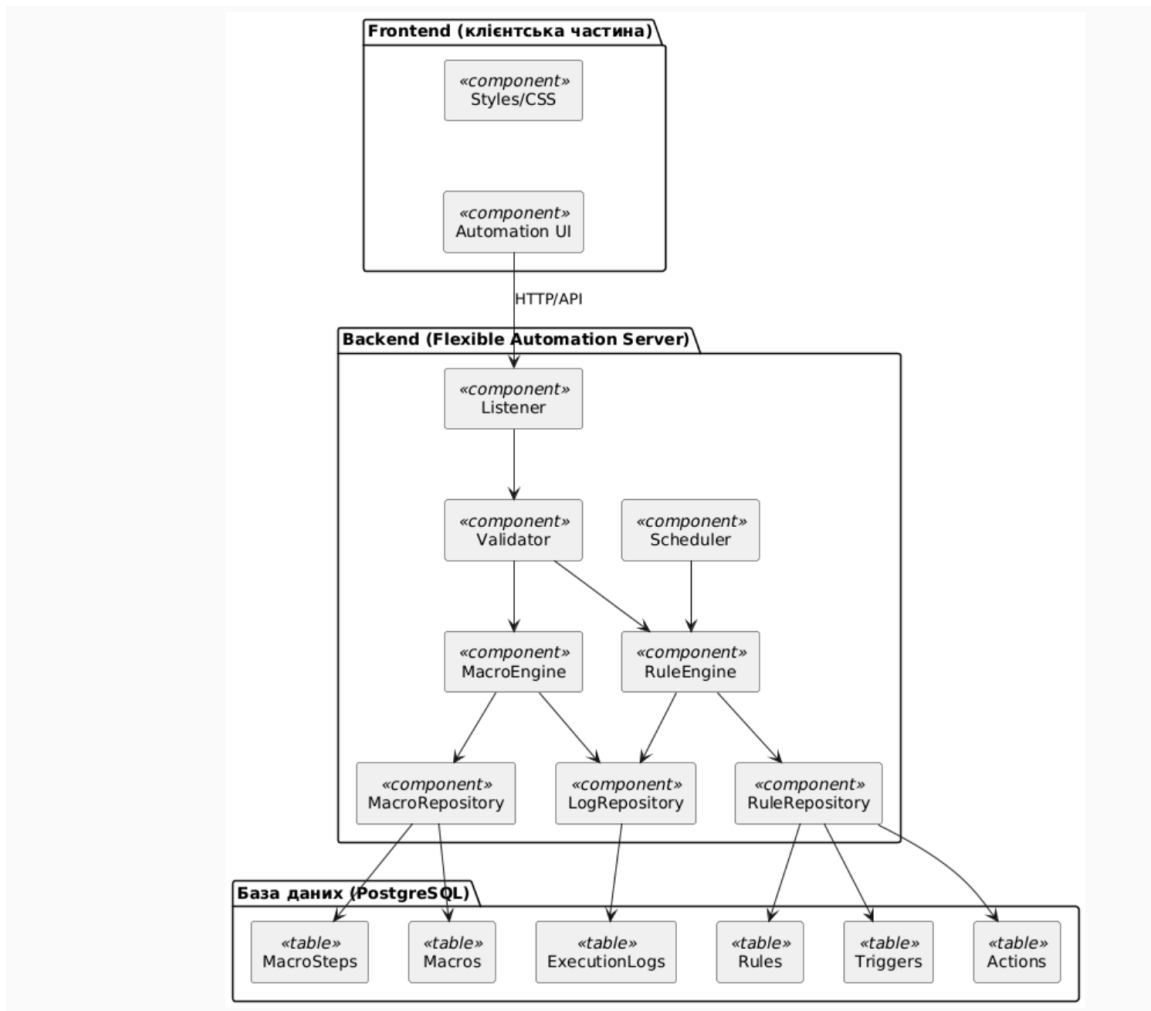 Frontend (клієнтська частина)
«component»
Styles/CSS
«component»
Automation UI
HTTP/API
Backend (Flexible Automation Server)
«component»
Listener
«component»
Validator
«component»
Scheduler
«component»
MacroEngine
«component»
RuleEngine
«component»
MacroRepository
«component»
LogRepository
«component»
RuleRepository
База даних (PostgreSQL)
«table»
MacroSteps
«table»
Macros
«table»
ExecutionLogs
«table»
Rules
«table»
Triggers
«table»
Actions